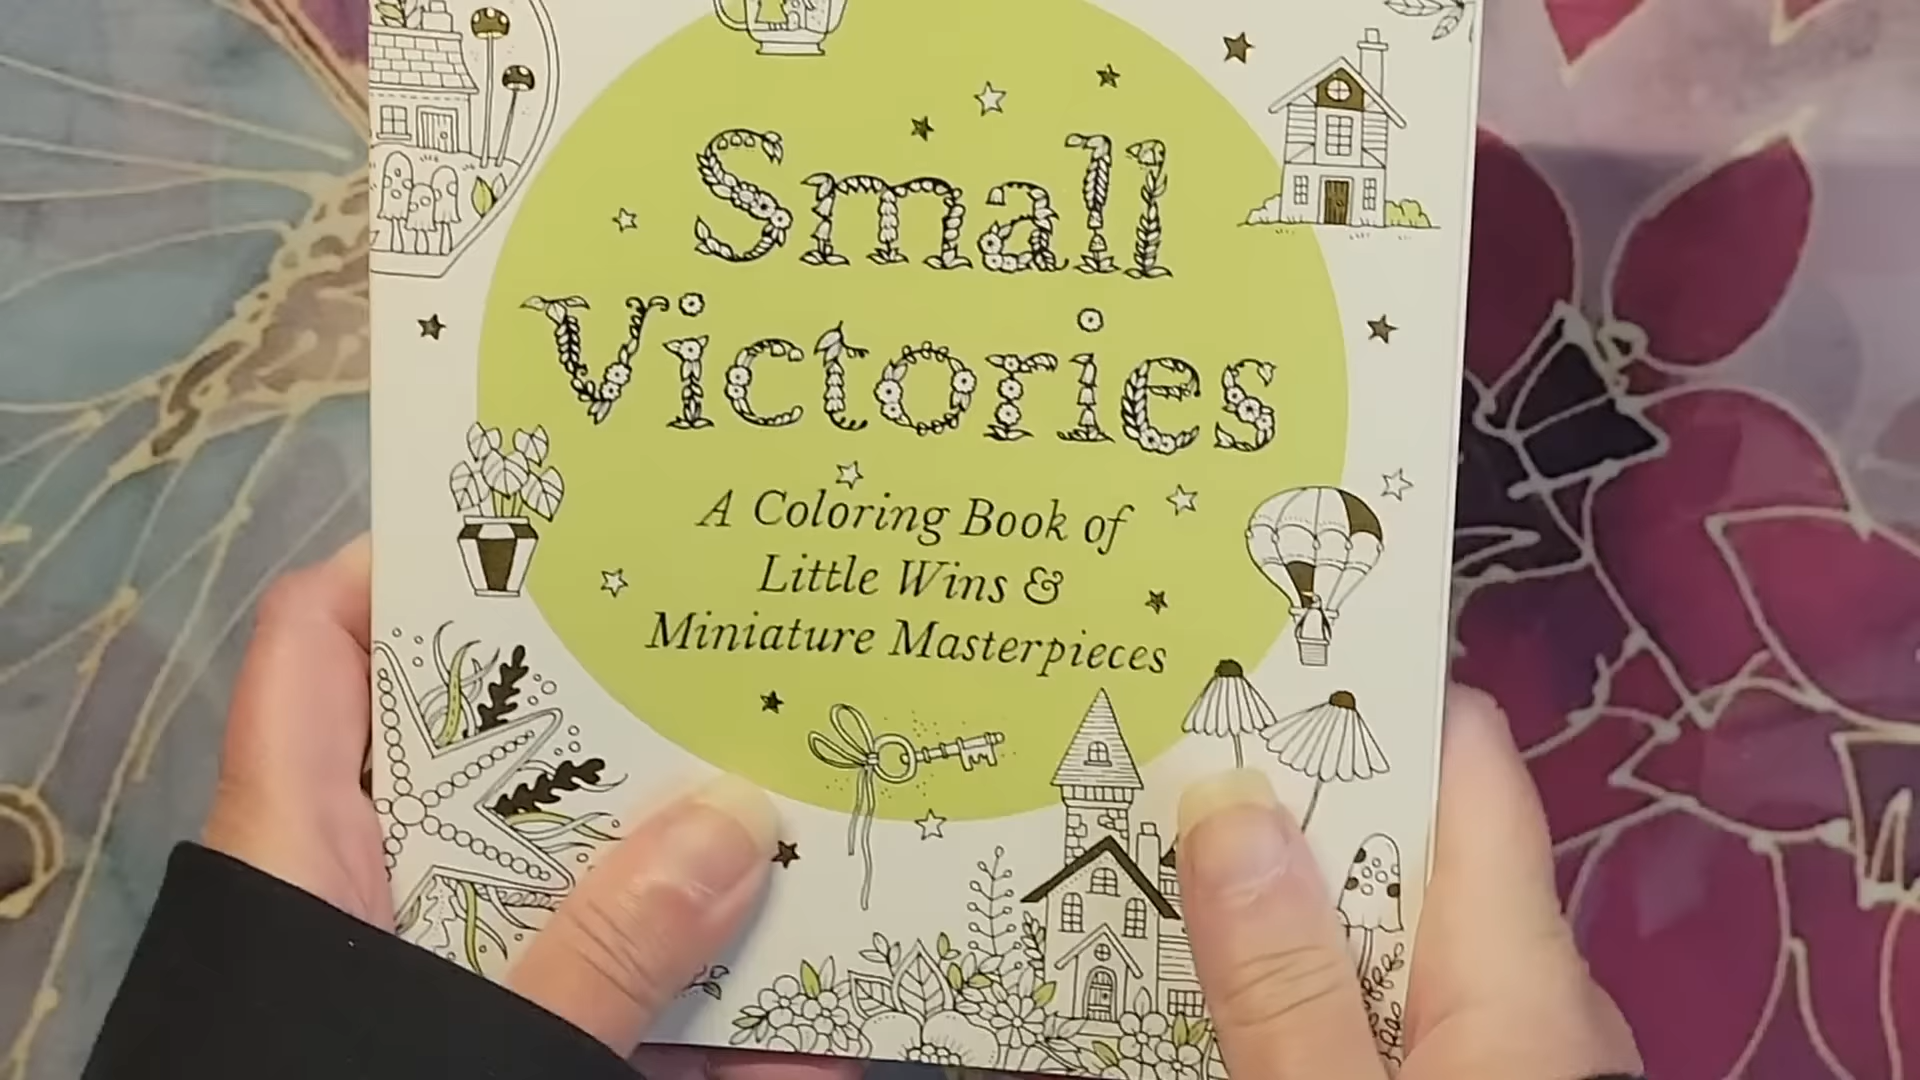 Small
Victories
A Coloring Book of
Little Wins &
Miniature Masterpieces